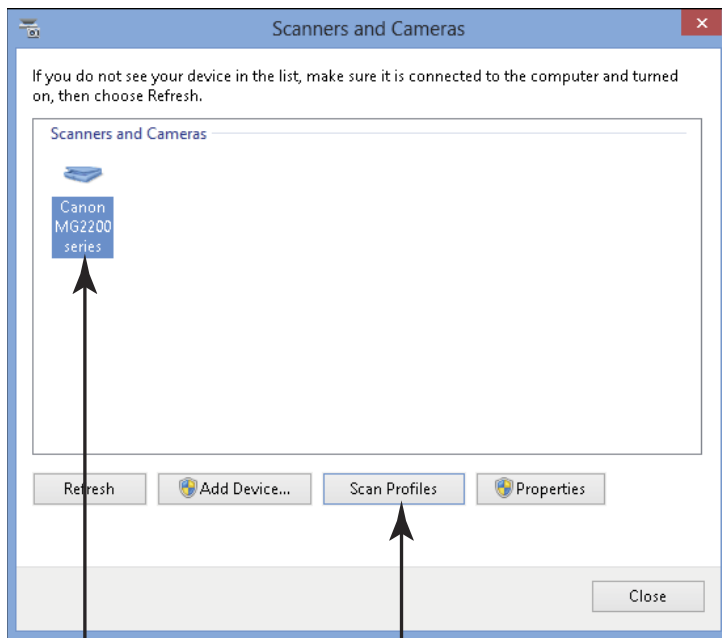 Scanners and Cameras
If you do not see your device in the list, make sure it is connected to the computer and turned
on, then choose Refresh.
Scanners and Cameras
Canon
MG2200
series
Refresh
Add Device...
Scan Profiles
Properties
Close